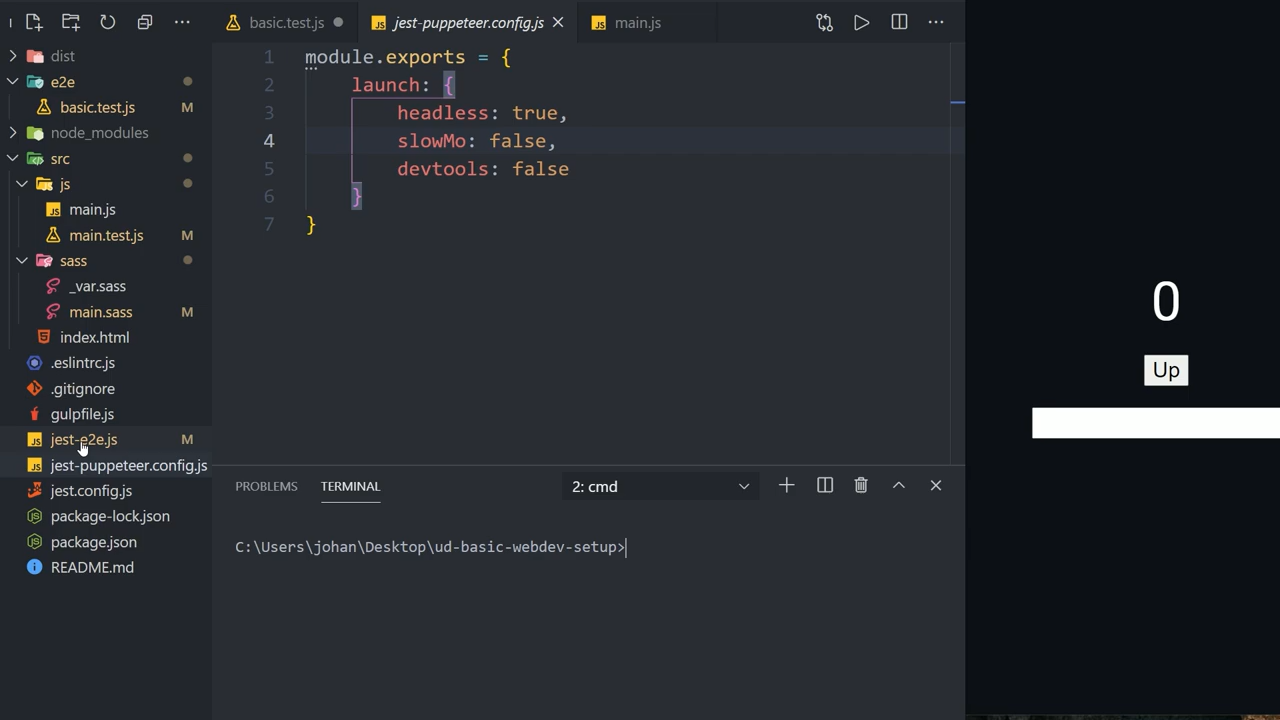 dist
e2e
basic.test.js M
node_modules
src
js
main.js
main.test.js M
sass
_var.sass
main.sass M
index.html
.eslintrc.js
.gitignore
gulpfile.js
jest-e2e.js M
jest-puppeteer.config.js
jest.config.js
package-lock.json
package.json
README.md
basic.test.js
jest-puppeteer.config.js
main.js
1 module.exports = {
2 launch: {
3 headless: true,
4 slowMo: false,
5 devtools: false
6 }
7 }
PROBLEMS TERMINAL 2: cmd
C:\Users\johan\Desktop\ud-basic-webdev-setup>
0
Up